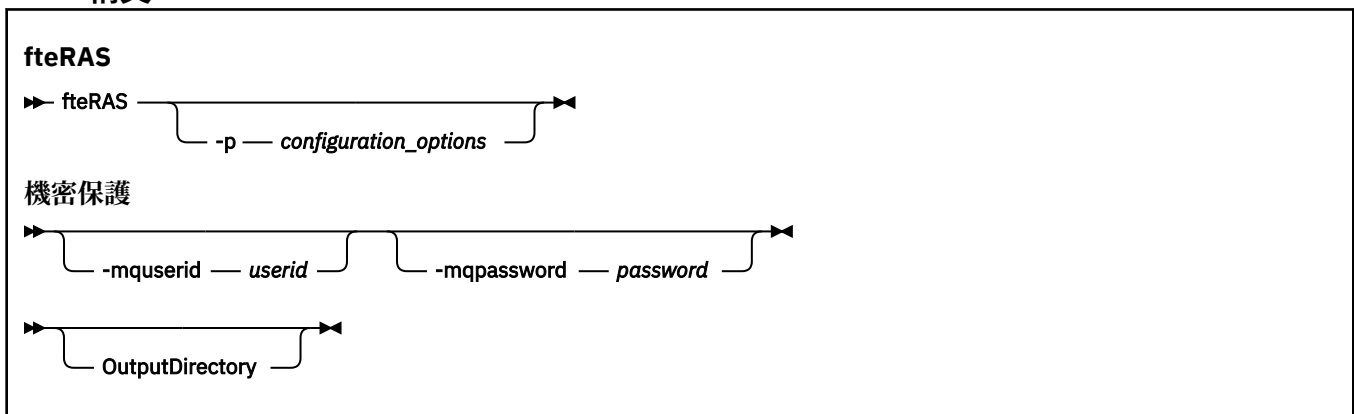 fteRAS
fteRAS
-p configuration_options
機密保護
-mquserid userid -mqpassword password
OutputDirectory